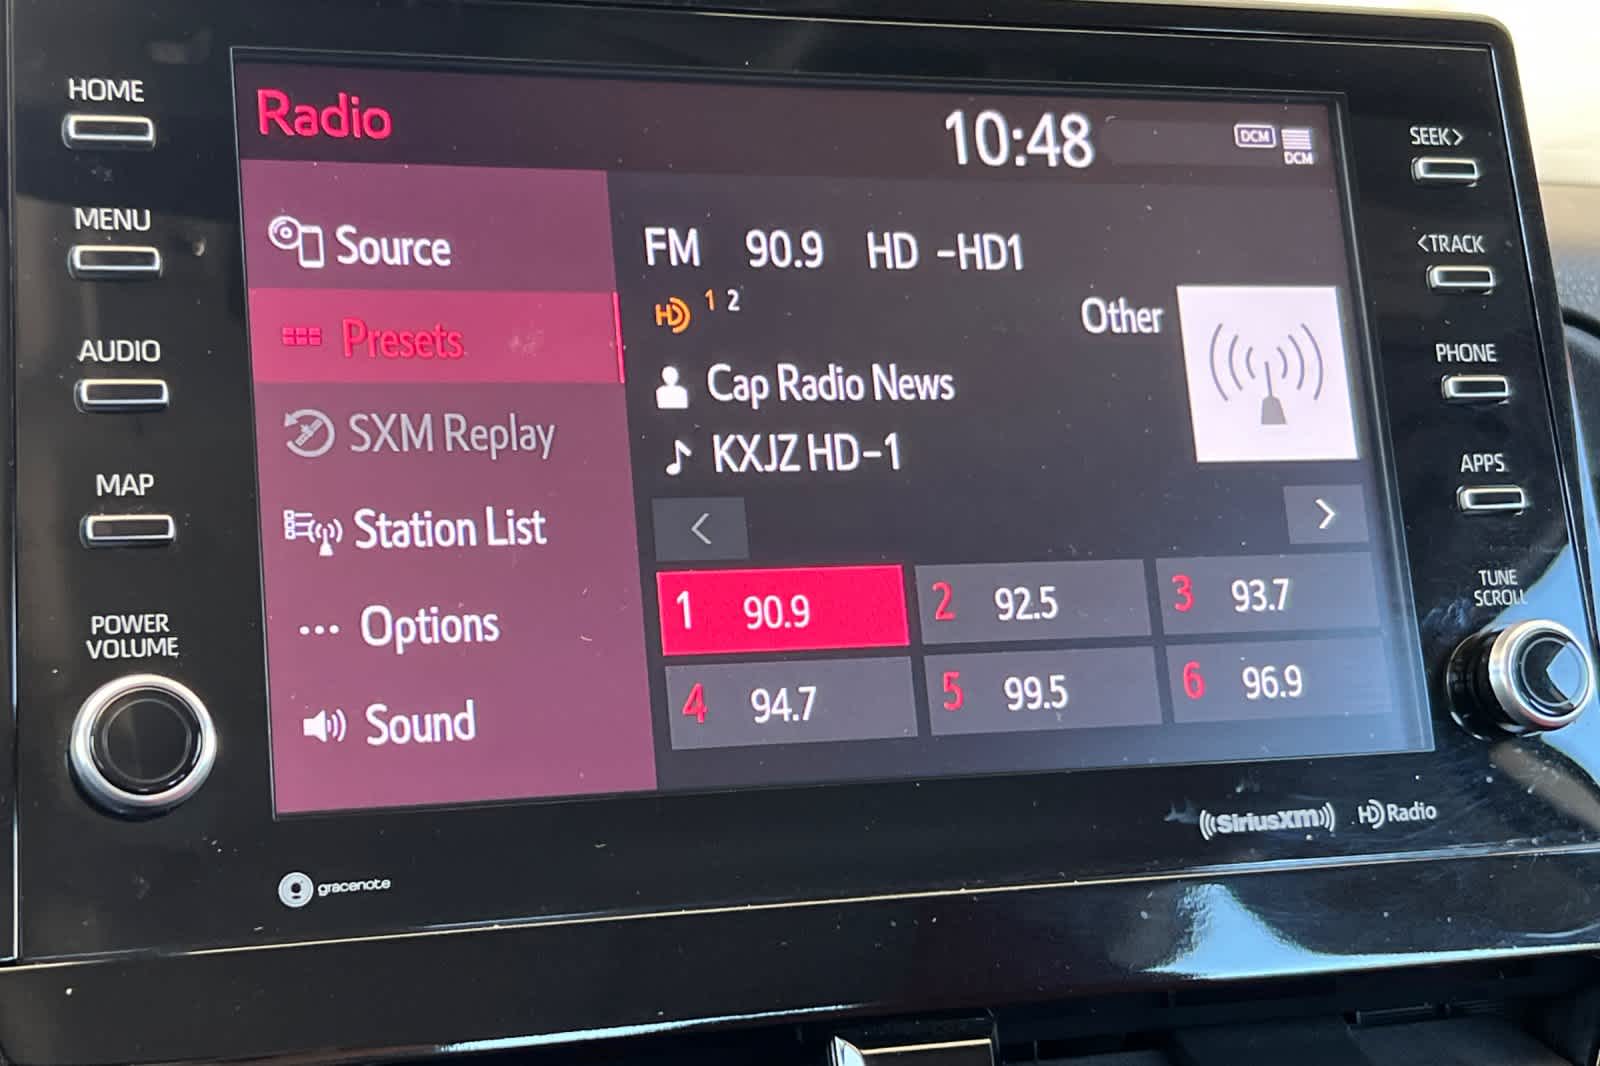 HOME
MENU
AUDIO
MAP
POWER
VOLUME
Radio
10:48
DCM
DCM
Source
Presets
SXM Replay
Station List
Options
Sound
FM 90.9 HD -HD1
HD 1 2
Other
Cap Radio News
KXJZ HD-1
<
>
1 90.9
2 92.5
3 93.7
4 94.7
5 99.5
6 96.9
SEEK>
<TRACK
PHONE
APPS
TUNE
SCROLL
gracenote
((SiriusXM))
HD Radio